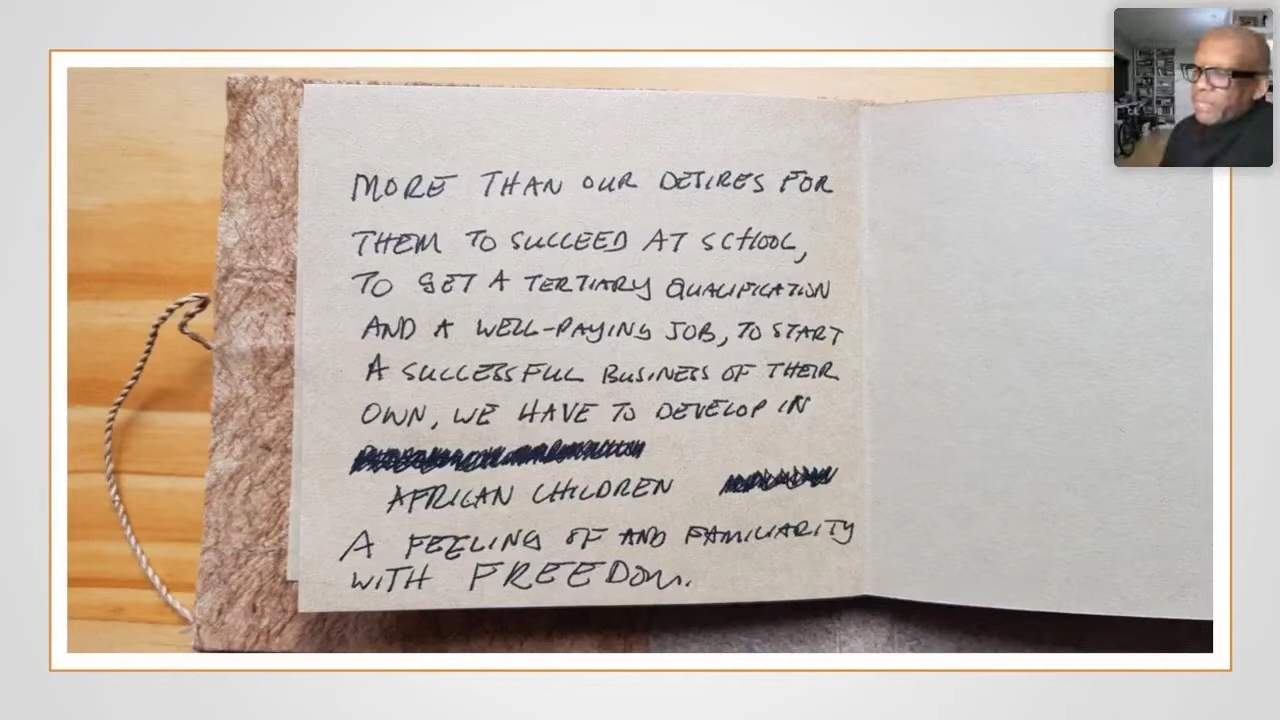 MORE THAN OUR DESIRES FOR
THEM TO SUCCEED AT SCHOOL,
TO GET A TERTIARY QUALIFICATION
AND A WELL-PAYING JOB, TO START
A SUCCESSFUL BUSINESS OF THEIR
OWN, WE HAVE TO DEVELOP IN
AFRICAN CHILDREN
A FEELING OF AND FAMILIARITY
WITH FREEDOM.